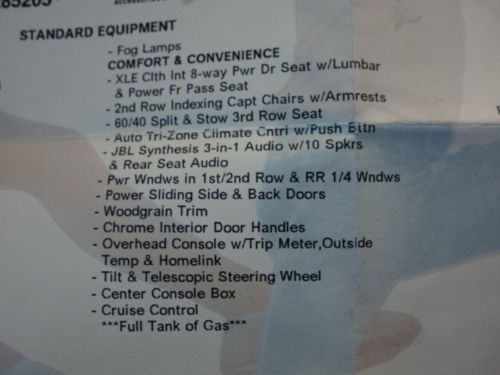 STANDARD EQUIPMENT
- Fog Lamps
COMFORT & CONVENIENCE
- XLE Clth Int 8-way Pwr Dr Seat w/Lumbar
& Power Fr Pass Seat
- 2nd Row Indexing Capt Chairs w/Armrests
- 60/40 Split & Stow 3rd Row Seat
- Auto Tri-Zone Climate Cntrl w/Push Bttn
- JBL Synthesis 3-in-1 Audio w/10 Spkrs
& Rear Seat Audio
- Pwr Wndws in 1st/2nd Row & RR 1/4 Wndws
- Power Sliding Side & Back Doors
- Woodgrain Trim
- Chrome Interior Door Handles
- Overhead Console w/Trip Meter,Outside
Temp & Homelink
- Tilt & Telescopic Steering Wheel
- Center Console Box
- Cruise Control
***Full Tank of Gas***